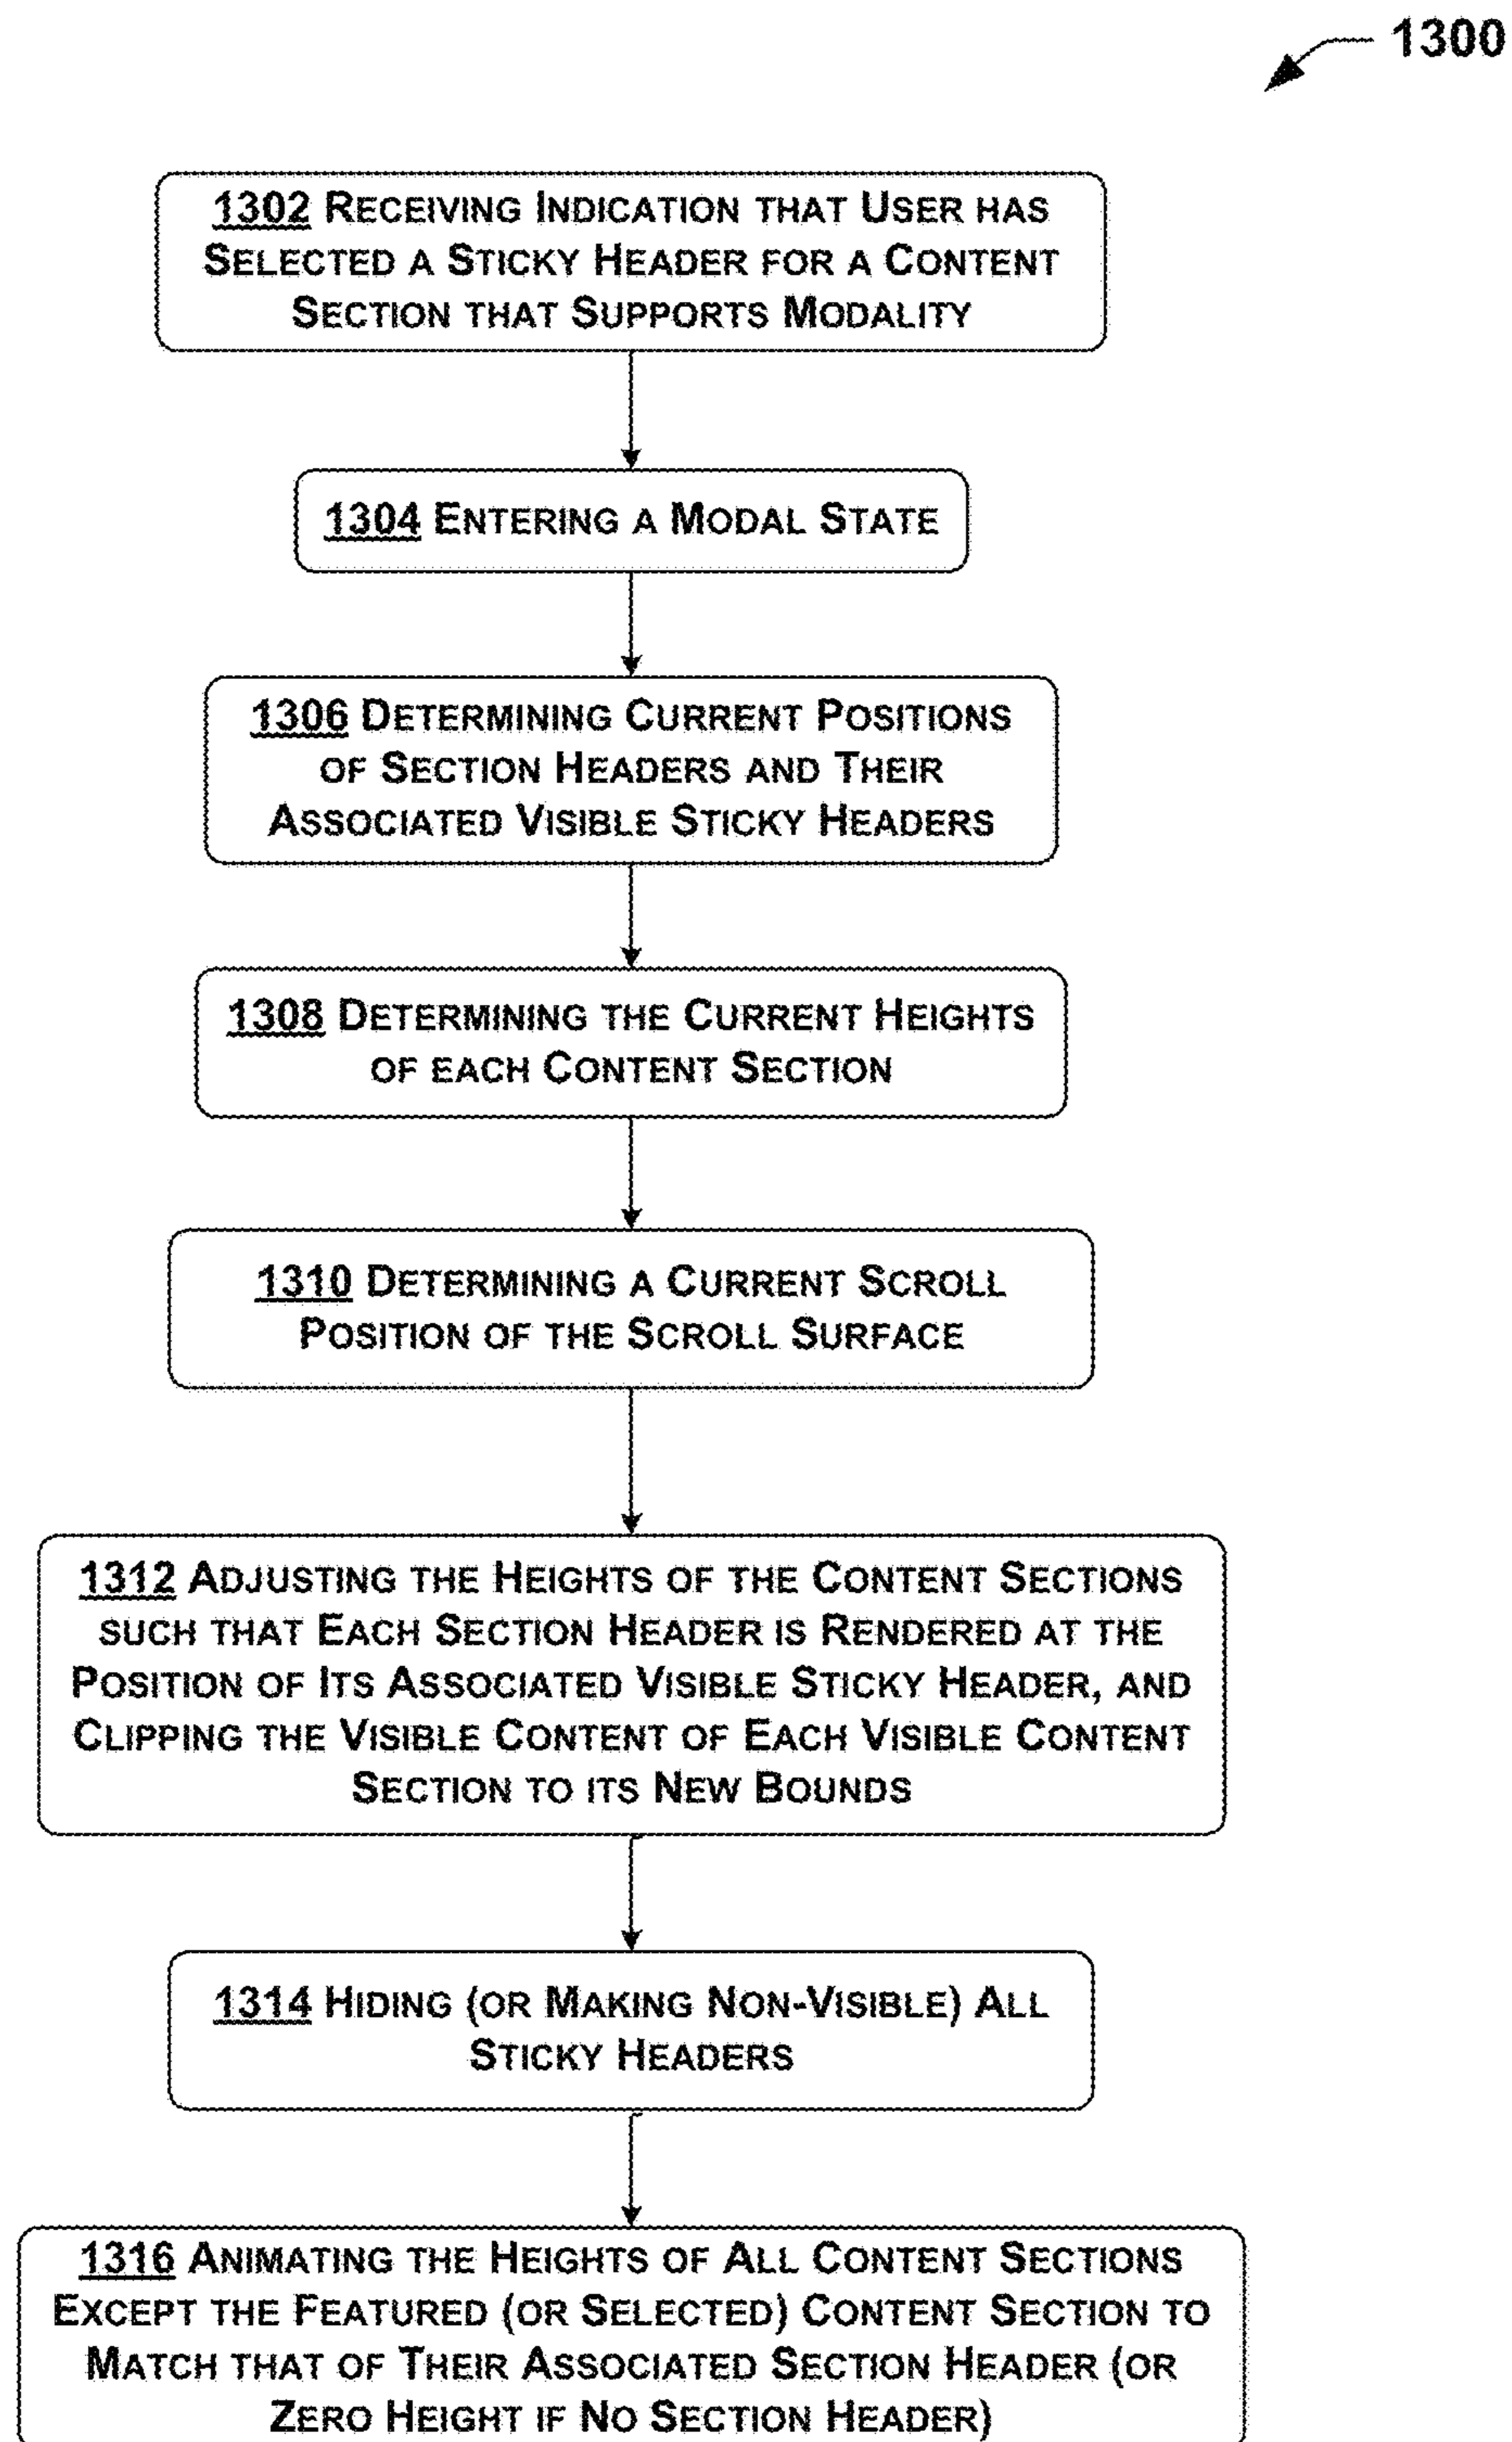 1300
1302 RECEIVING INDICATION THAT USER HAS
SELECTED A STICKY HEADER FOR A CONTENT
SECTION THAT SUPPORTS MODALITY
1304 ENTERING A MODAL STATE
1306 DETERMINING CURRENT POSITIONS
OF SECTION HEADERS AND THEIR
ASSOCIATED VISIBLE STICKY HEADERS
1308 DETERMINING THE CURRENT HEIGHTS
OF EACH CONTENT SECTION
1310 DETERMINING A CURRENT SCROLL
POSITION OF THE SCROLL SURFACE
1312 ADJUSTING THE HEIGHTS OF THE CONTENT SECTIONS
SUCH THAT EACH SECTION HEADER IS RENDERED AT THE
POSITION OF ITS ASSOCIATED VISIBLE STICKY HEADER, AND
CLIPPING THE VISIBLE CONTENT OF EACH VISIBLE CONTENT
SECTION TO ITS NEW BOUNDS
1314 HIDING (OR MAKING NON-VISIBLE) ALL
STICKY HEADERS
1316 ANIMATING THE HEIGHTS OF ALL CONTENT SECTIONS
EXCEPT THE FEATURED (OR SELECTED) CONTENT SECTION TO
MATCH THAT OF THEIR ASSOCIATED SECTION HEADER (OR
ZERO HEIGHT IF NO SECTION HEADER)